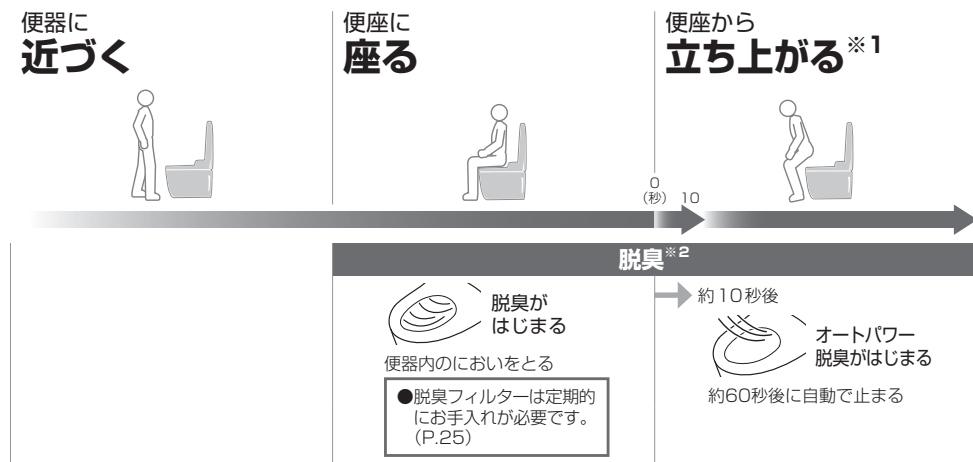 便器に
近づく
便座に
座る
便座から
立ち上がる※1
0
(秒) 10
脱臭※2
脱臭が
はじまる
便器内のにおいをとる
●脱臭フィルターは定期的
にお手入れが必要です。
(P.25)
約10秒後
オートパワー
脱臭がはじまる
約60秒後に自動で止まる